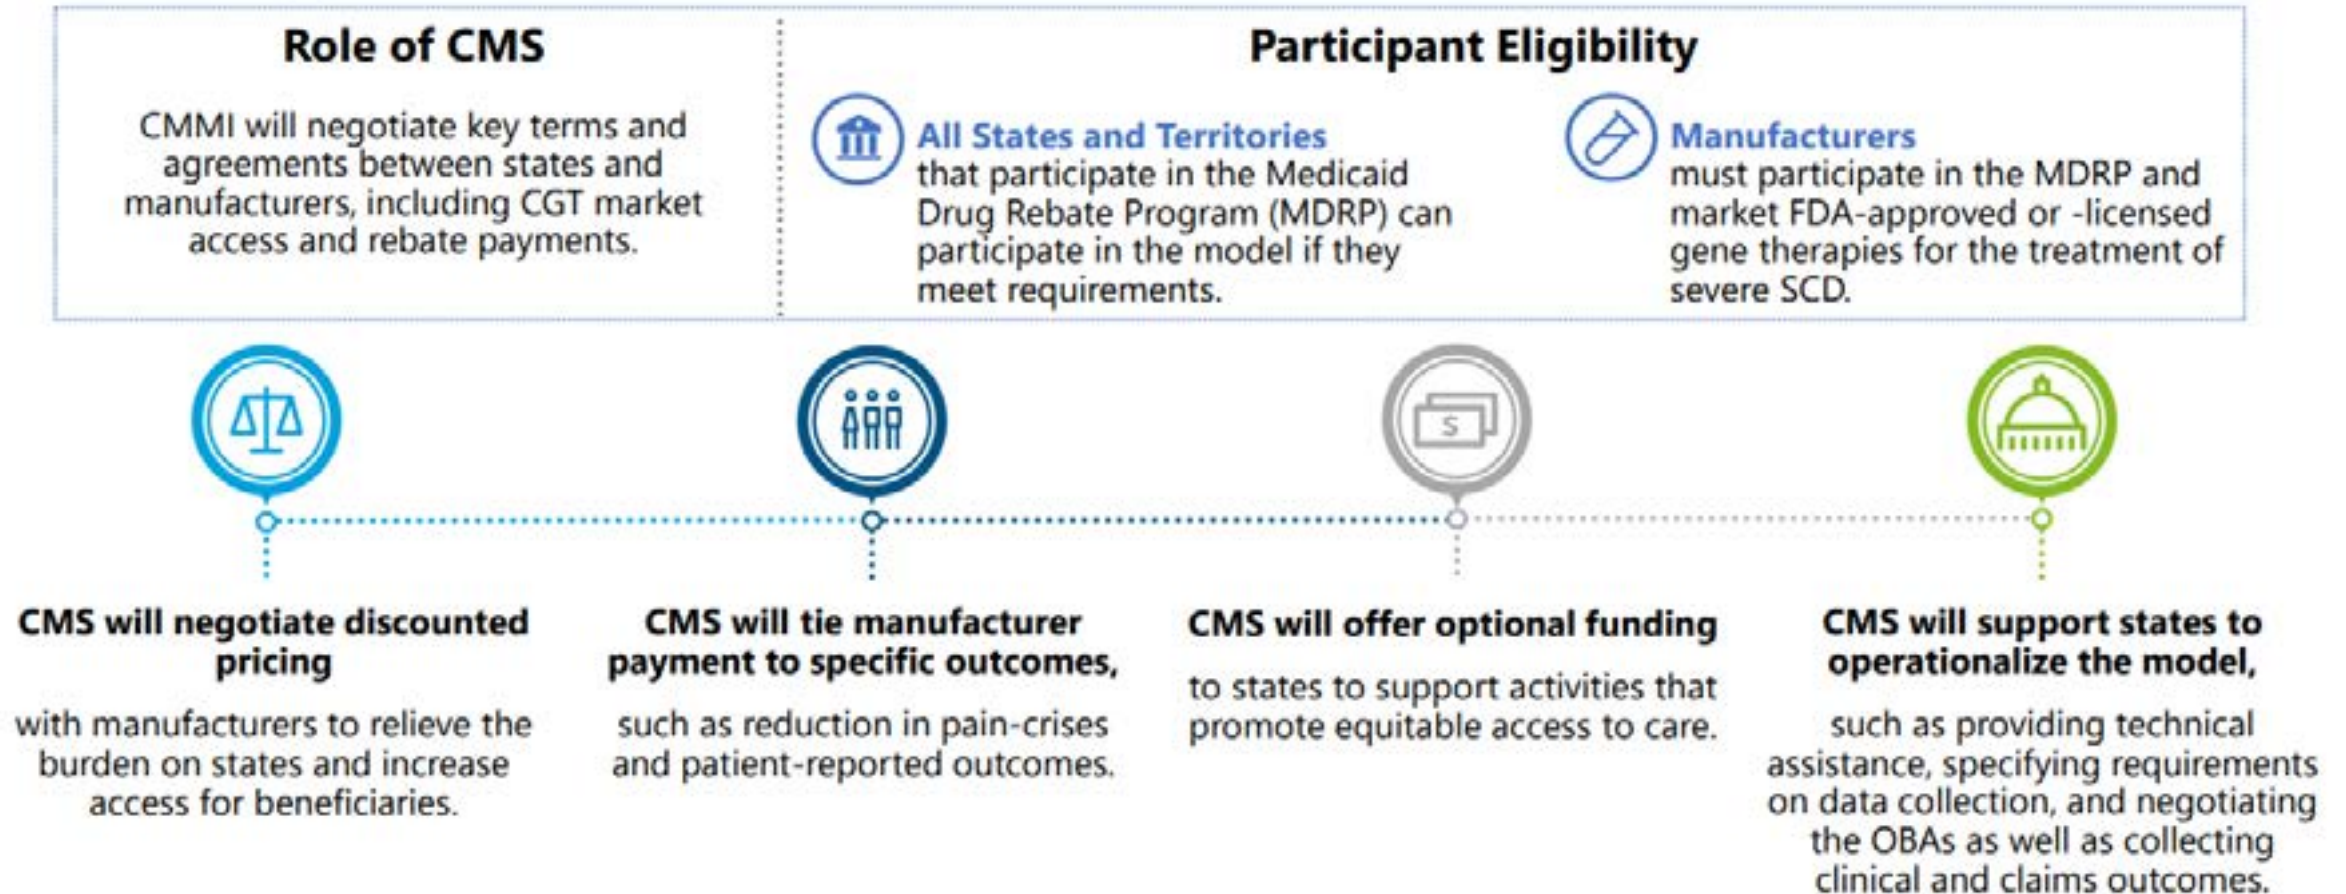 Role of CMS
CMMI will negotiate key terms and
agreements between states and
manufacturers, including CGT market
access and rebate payments.
Participant Eligibility
All States and Territories
that participate in the Medicaid
Drug Rebate Program (MDRP) can
participate in the model if they
meet requirements.
Manufacturers
must participate in the MDRP and
market FDA-approved or -licensed
gene therapies for the treatment of
severe SCD.
S
CMS will negotiate discounted
pricing
with manufacturers to relieve the
burden on states and increase
access for beneficiaries.
CMS will tie manufacturer
payment to specific outcomes,
such as reduction in pain-crises
and patient-reported outcomes.
CMS will offer optional funding
to states to support activities that
promote equitable access to care.
CMS will support states to
operationalize the model,
such as providing technical
assistance, specifying requirements
on data collection, and negotiating
the OBAs as well as collecting
clinical and claims outcomes.